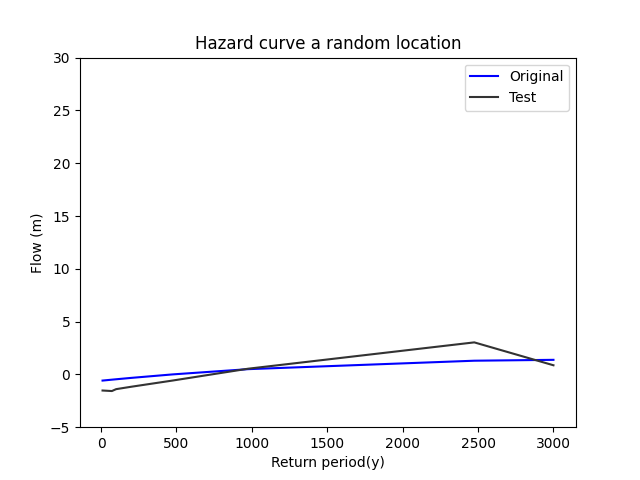 Hazard curve a random location
Original
Test
30
25
20
15
10
5
0
−5
Flow (m)
0 500 1000 1500 2000 2500 3000
Return period(y)